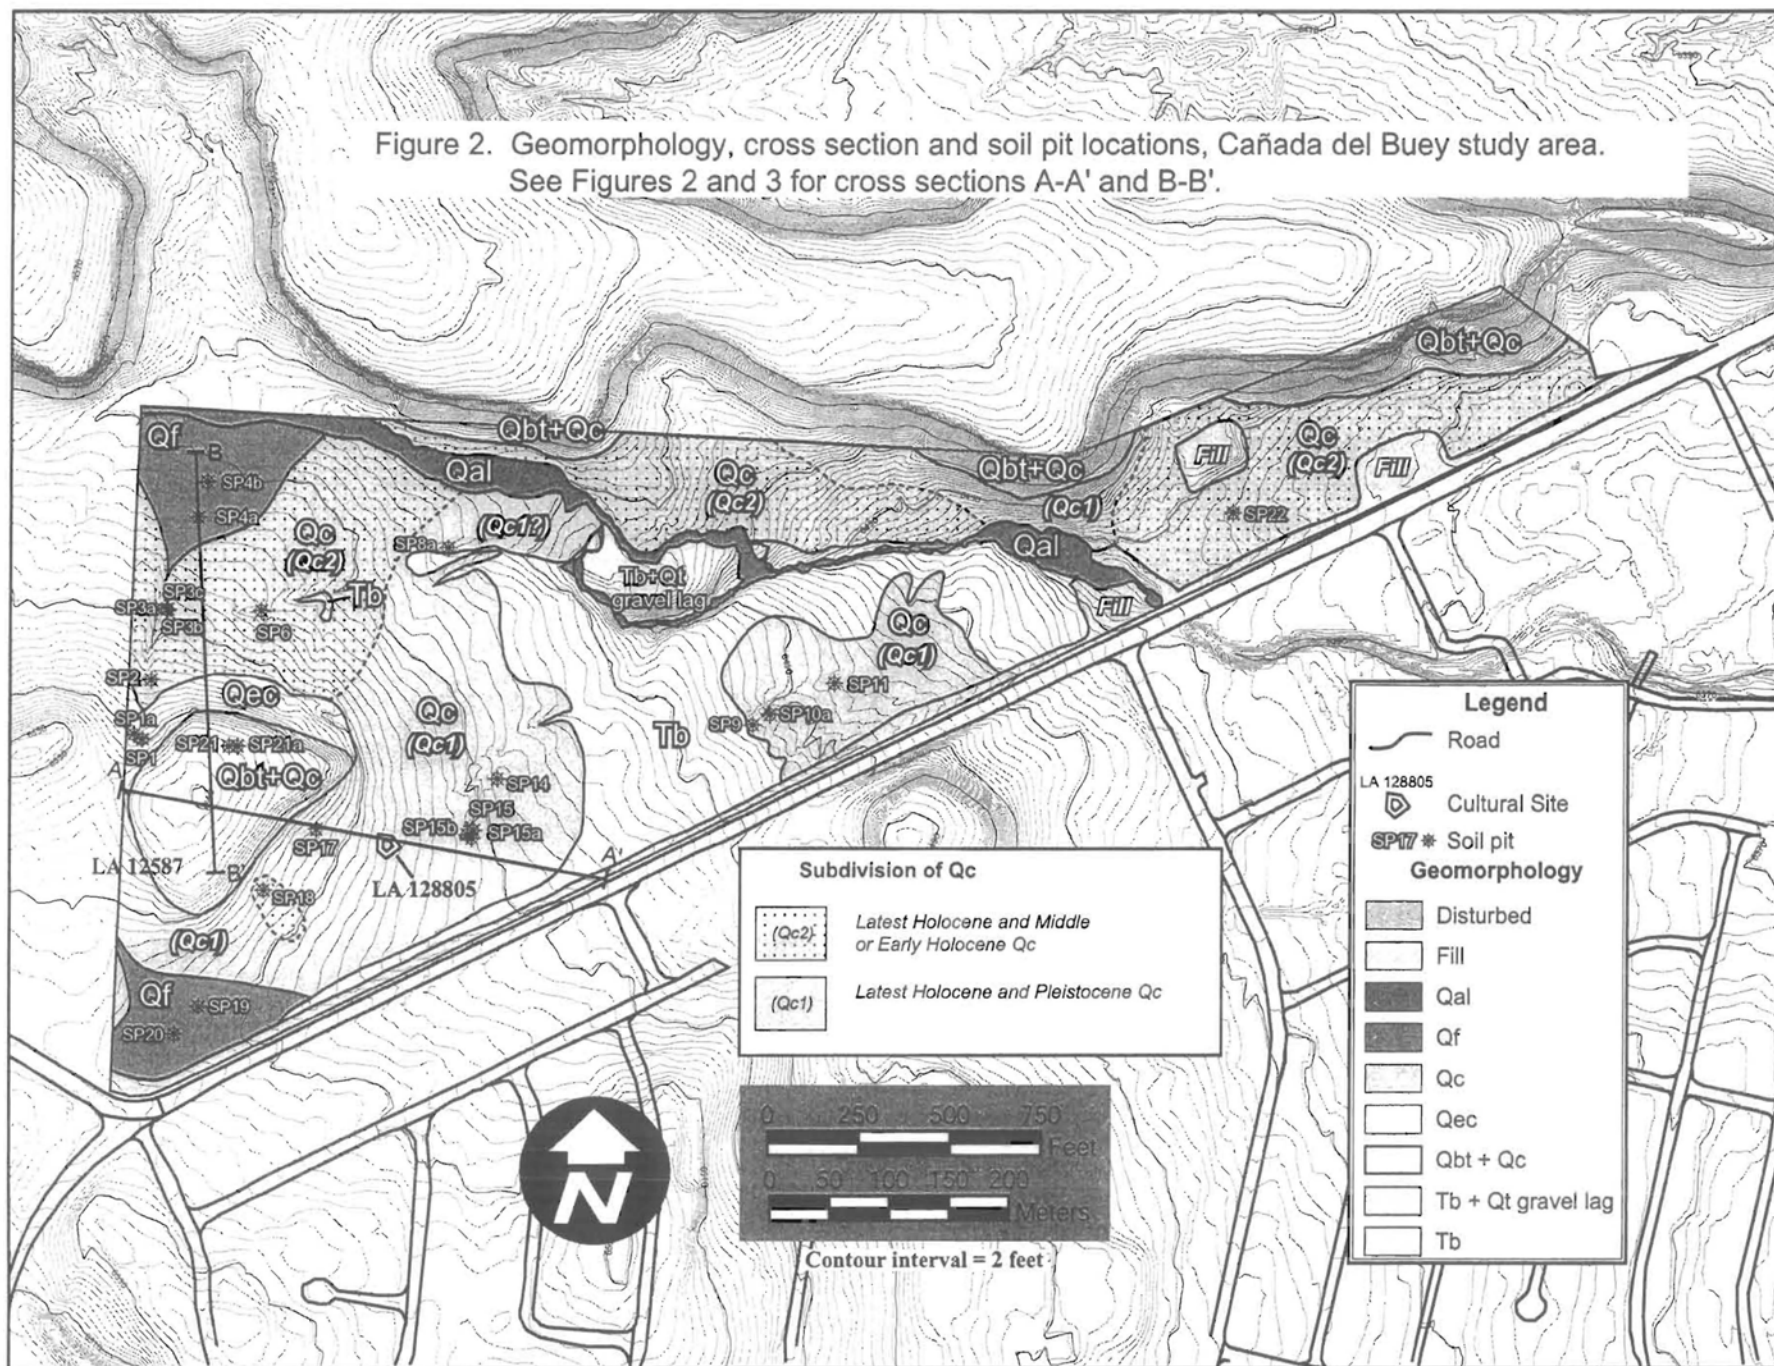 Figure 2. Geomorphology, cross section and soil pit locations, Cañada del Buey study area.
See Figures 2 and 3 for cross sections A-A' and B-B'.
Qbt+Qc
Qf
B
Qbt+Qc
Qc
(Qc2)
Fill
Fill
SP4b
Qal
Qc
(Qc2)
Qbt+Qc
(Qc1)
SP22
SP4a
Qc
(Qc2)
(Qc1?)
SP8a
Qal
Tb+Qt
gravel lag
Tb
SP3c
SP3a
SP3b
SP6
Fill
Qc
(Qc1)
SP2
Qec
SP11
SP1a
SP1
SP21
SP21a
Qc
(Qc1)
Tb
SP9
SP10a
A
Qbt+Qc
SP14
SP15
SP15b
SP15a
SP17
LA 12587
B'
A'
LA 128805
SP18
(Qc1)
Qf
SP19
SP20
Legend
Road
LA 128805
Cultural Site
SP17
Soil pit
Geomorphology
Disturbed
Fill
Qal
Qf
Qc
Qec
Qbt + Qc
Tb + Qt gravel lag
Tb
Subdivision of Qc
(Qc2)
Latest Holocene and Middle
or Early Holocene Qc
(Qc1)
Latest Holocene and Pleistocene Qc
0 250 500 750
Feet
0 50 100 150 200
Meters
Contour interval = 2 feet
N